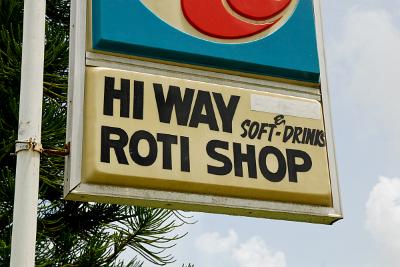 HI WAY
& SOFT-DRINKS
ROTI SHOP